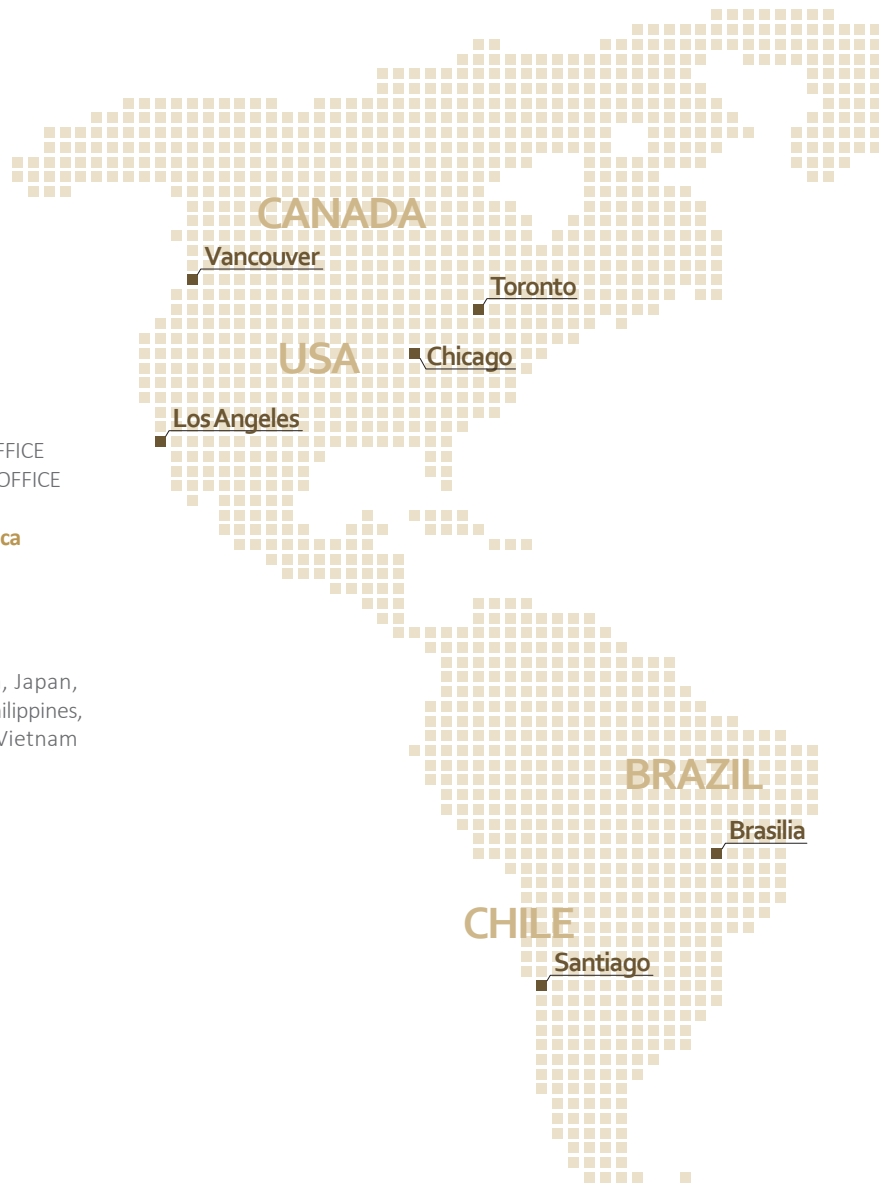 CANADA
Vancouver
Toronto
USA
Chicago
Los Angeles
FFICE
OFFICE
ca
, Japan,
ilippines,
Vietnam
BRAZIL
Brasilia
CHILE
Santiago